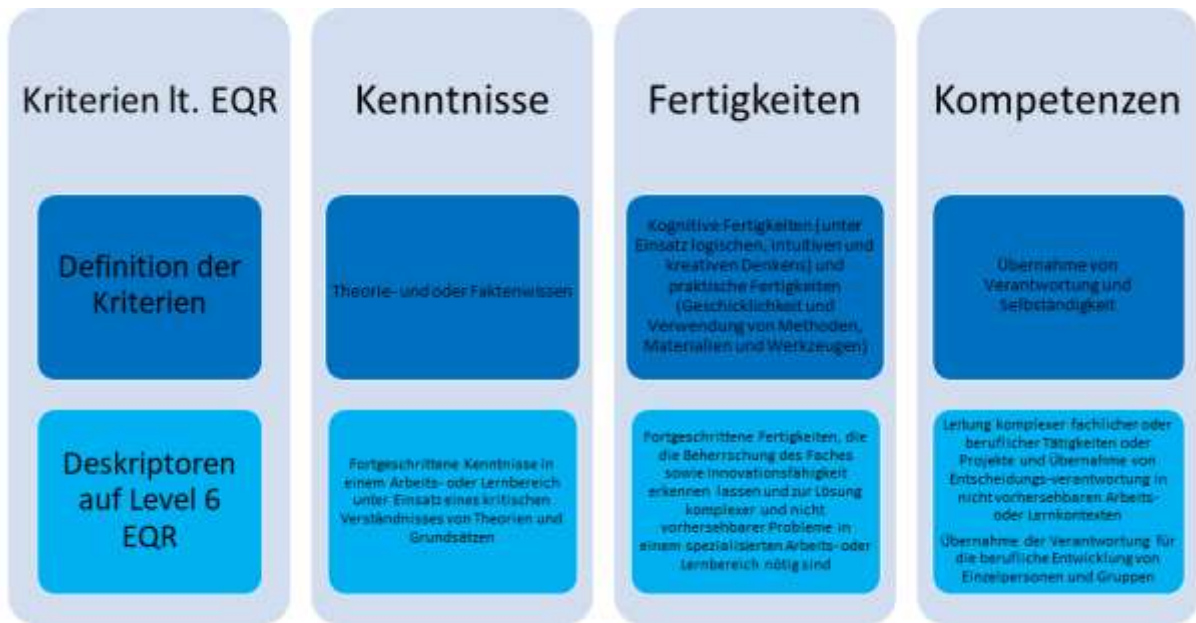 Kriterien lt. EQR
Definition der
Kriterien
Deskriptoren
auf Level 6
EQR
Kenntnisse
Theorie- und oder Faktenwissen
Fortgeschrittene Kenntnisse in
einem Arbeits- oder Lernbereich
unter Einsatz eines kritischen
Verständnisses von Theorien und
Grundsätzen
Fertigkeiten
Kognitive Fertigkeiten (unter
Einsatz logischen, intuitiven und
kreativen Denkens) und
praktische Fertigkeiten
(Geschicklichkeit und
Verwendung von Methoden,
Materialien und Werkzeugen)
Fortgeschrittene Fertigkeiten, die
die Beherrschung des Faches
sowie Innovationsfähigkeit
erkennen lassen und zur Lösung
komplexer und nicht
vorhersehbarer Probleme in
einem spezialisierten Arbeits- oder
Lernbereich nötig sind
Kompetenzen
Übernahme von
Verantwortung und
Selbständigkeit
Leitung komplexer fachlicher oder
beruflicher Tätigkeiten oder
Projekte und Übernahme von
Entscheidungs-verantwortung in
nicht vorhersehbaren Arbeits-
oder Lernkontexten
Übernahme der Verantwortung für
die berufliche Entwicklung von
Einzelpersonen und Gruppen